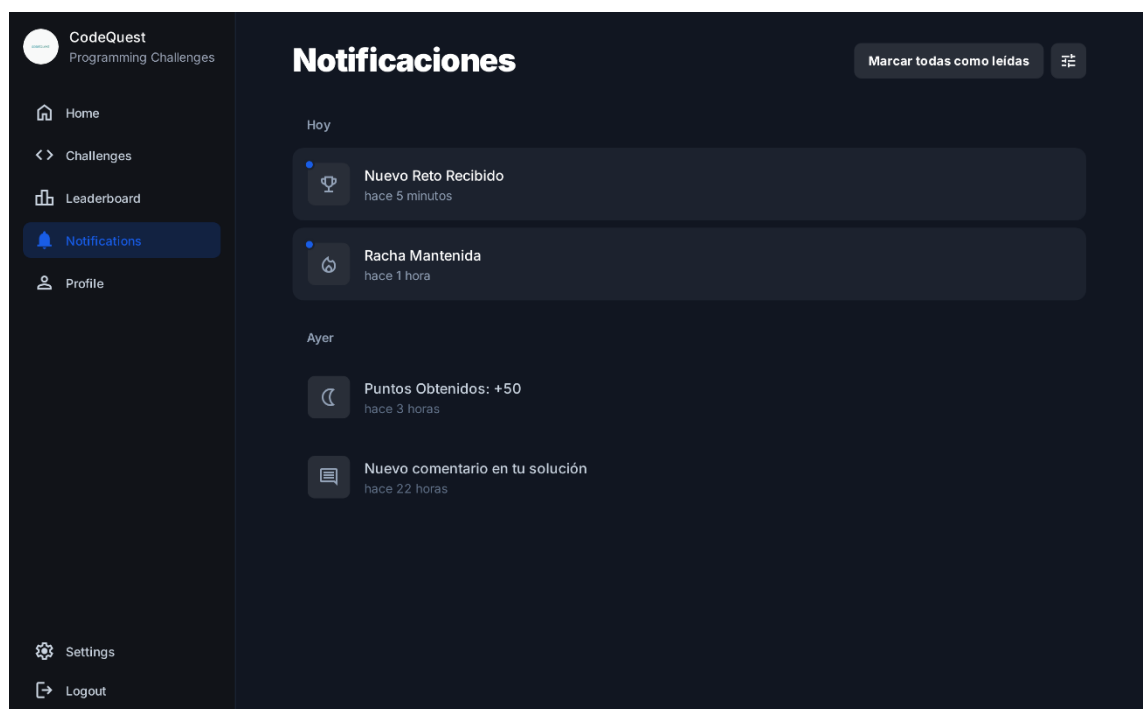 CodeQuest
Programming Challenges
Home
Challenges
Leaderboard
Notifications
Profile
Settings
Logout
Notificaciones
Marcar todas como leídas
Hoy
Nuevo Reto Recibido
hace 5 minutos
Racha Mantenida
hace 1 hora
Ayer
Puntos Obtenidos: +50
hace 3 horas
Nuevo comentario en tu solución
hace 22 horas